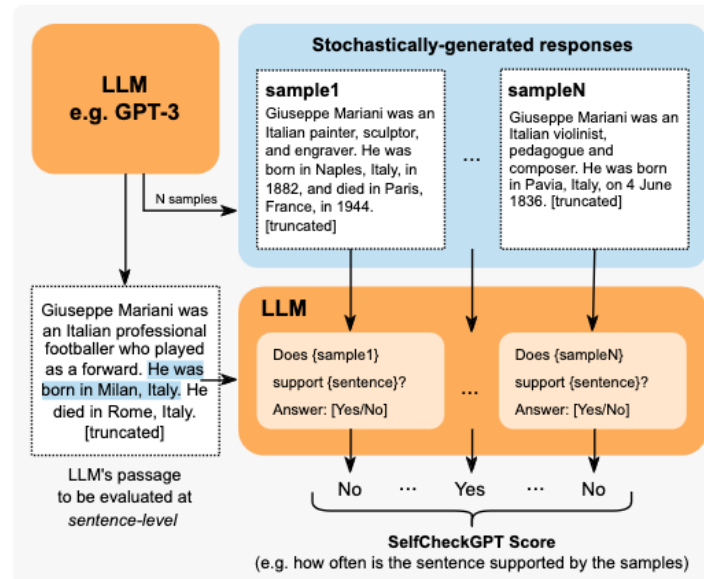 LLM
e.g. GPT-3
N samples
Stochastically-generated responses
sample1
Giuseppe Mariani was an
Italian painter, sculptor,
and engraver. He was
born in Naples, Italy, in
1882, and died in Paris,
France, in 1944.
[truncated]
...
sampleN
Giuseppe Mariani was an
Italian violinist,
pedagogue and
composer. He was born
in Pavia, Italy, on 4 June
1836. [truncated]
Giuseppe Mariani was
an Italian professional
footballer who played
as a forward. He was
born in Milan, Italy. He
died in Rome, Italy.
[truncated]
LLM's passage
to be evaluated at
sentence-level
LLM
Does {sample1}
support {sentence}?
Answer: [Yes/No]
...
Does {sampleN}
support {sentence}?
Answer: [Yes/No]
No ... Yes ... No
SelfCheckGPT Score
(e.g. how often is the sentence supported by the samples)